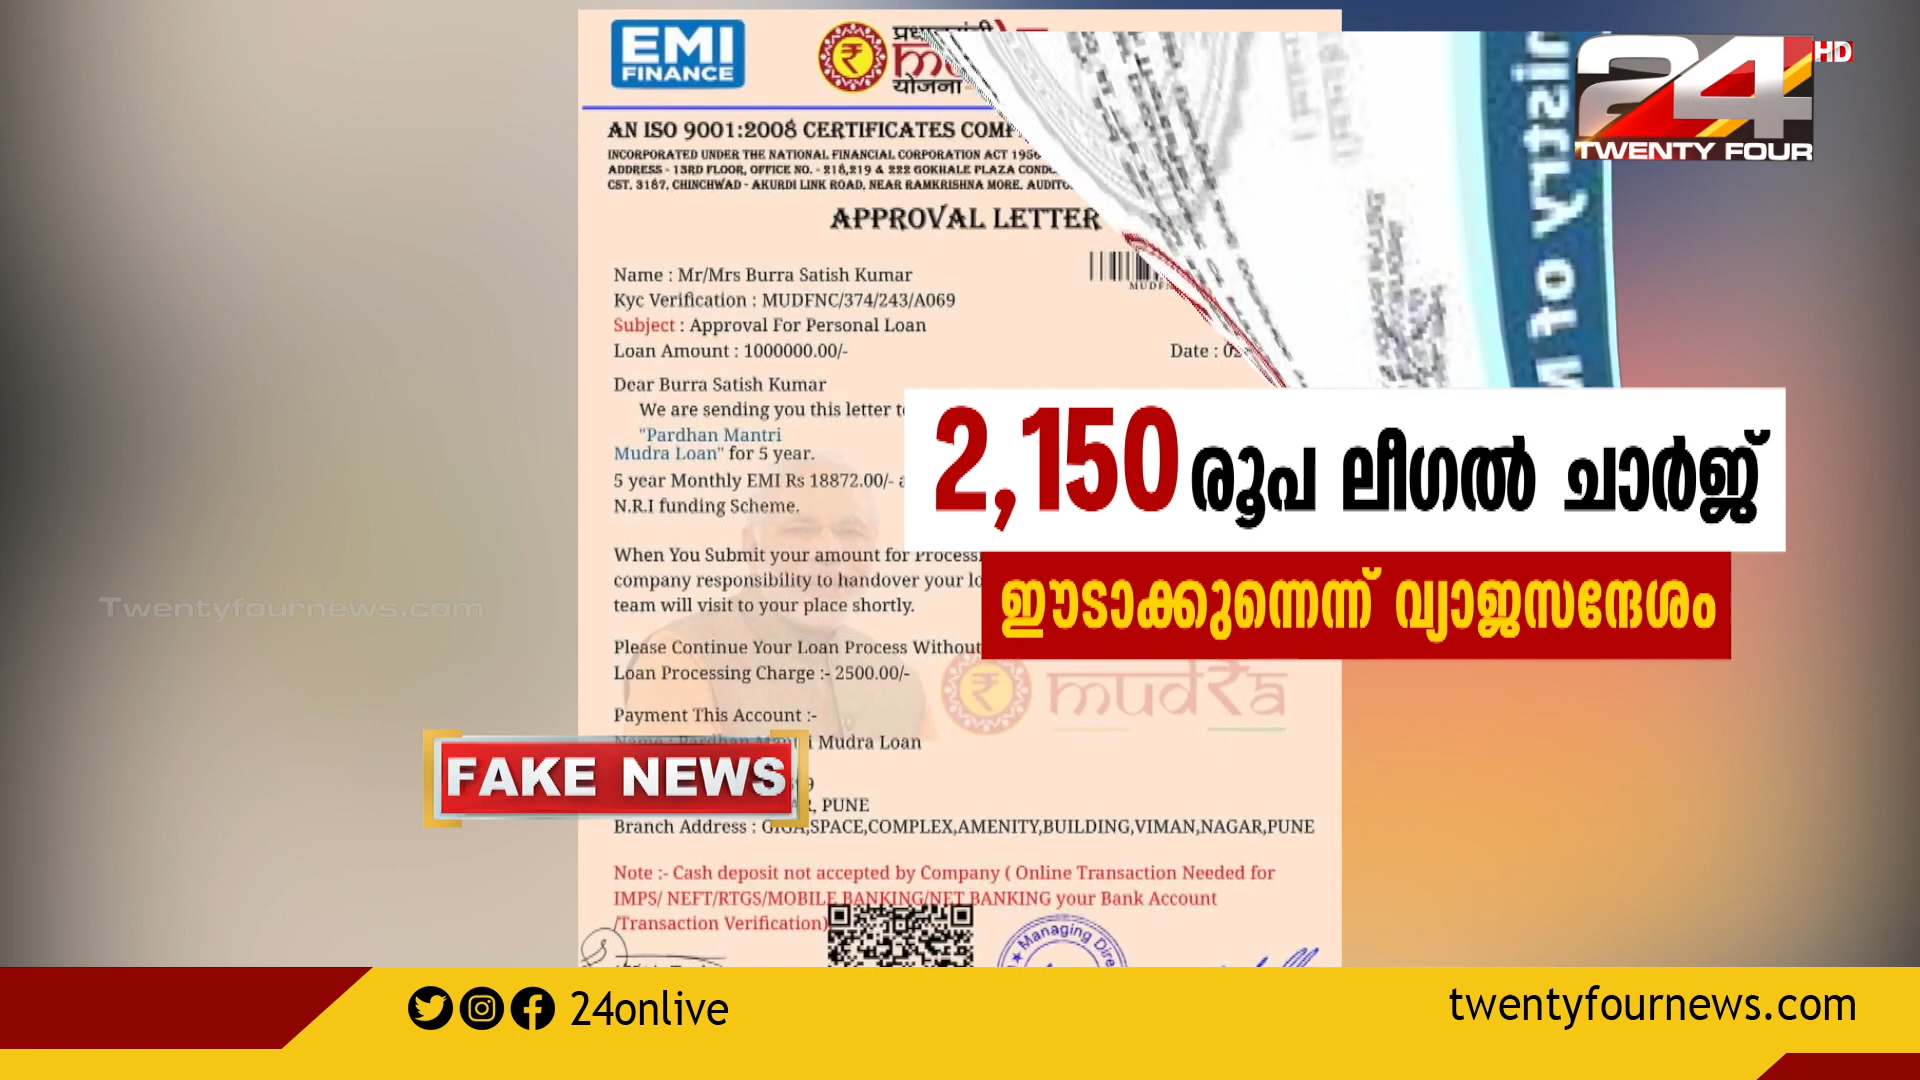 EMI
FINANCE
योजना
24
HD
TWENTY FOUR
AN ISO 9001:2008 CERTIFICATES
INCORPORATED UNDER THE NATIONAL FINANCIAL CORPORATION ACT 1956
ADDRESS - 13RD FLOOR, OFFICE NO. - 218,219 & 222 GOKHALE PLAZA
CST. 3187, CHINCHWAD - AKURDI LINK ROAD, NEAR RAMKRISHNA MORE,
APPROVAL LETTER
Name : Mr/Mrs Burra Satish Kumar
Kyc Verification : MUDFNC/374/243/A069
Subject : Approval For Personal Loan
Loan Amount : 1000000.00/-
Date :
Dear Burra Satish Kumar
We are sending you this letter
"Pardhan Mantri
Mudra Loan" for 5 year.
5 year Monthly EMI Rs 18872.00/-
N.R.I funding Scheme.
2,150 രൂപ ലീഗൽ ചാർജ്
ഈടാക്കുന്നെന്ന് വ്യാജസന്ദേശം
When You Submit your amount for
company responsibility to handover your
team will visit to your place shortly.
Twentyfournews.com
Please Continue Your Loan Process Without
Loan Processing Charge :- 2500.00/-
mudRa
Payment This Account :-
Name : Pardhan Mantri Mudra Loan
FAKE NEWS
, PUNE
Branch Address : GIGA,SPACE,COMPLEX,AMENITY,BUILDING,VIMAN,NAGAR,PUNE
Note :- Cash deposit not accepted by Company ( Online Transaction Needed for
IMPS/ NEFT/RTGS/MOBILE BANKING/NET BANKING your Bank Account
/Transaction Verification)
Managing
24onlive
twentyfournews.com